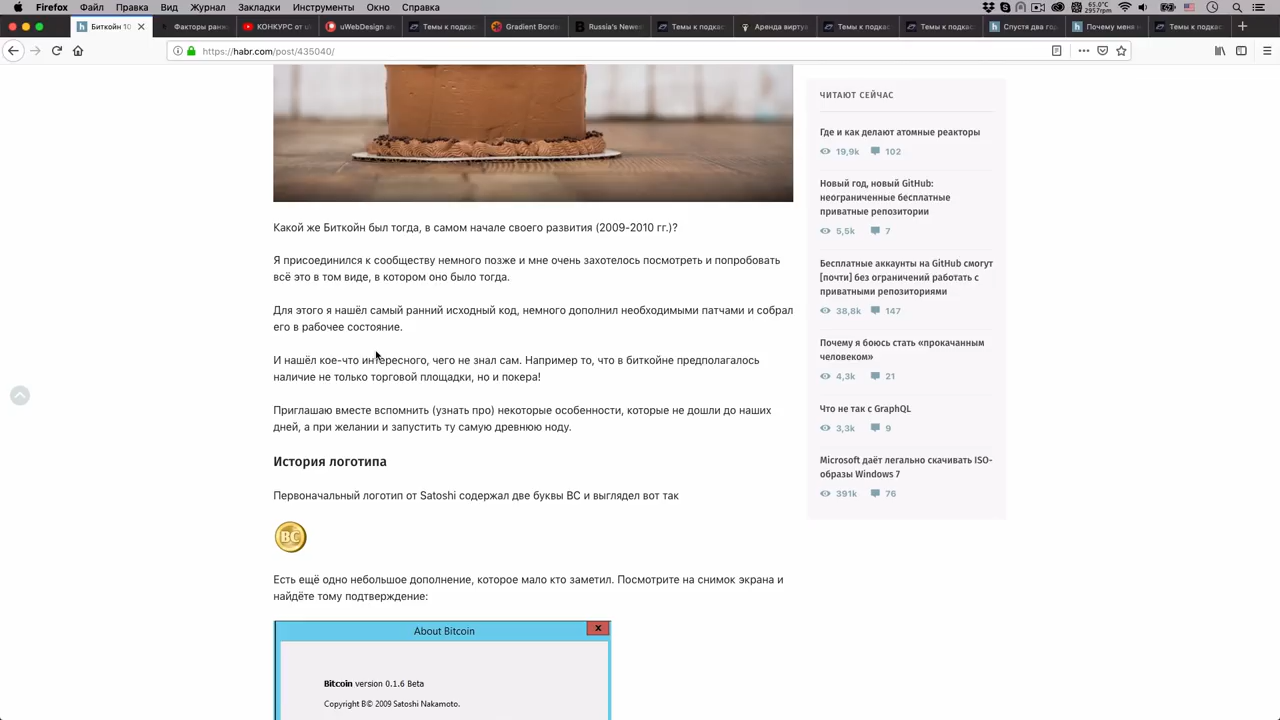 Firefox Файл Правка Вид Журнал Закладки Инструменты Окно Справка
65.0°C
2557rpm
Биткойн 10
Факторы ран
КОНКУРС от u
uWebDesign an
Темы к подкас
Gradient Borde
Russia's Newe
Темы к подкас
Аренда виртуа
Темы к подкас
Темы к подкас
Спустя два год
Почему меня н
Темы к подкас
https://habr.com/post/435040/
Какой же Биткойн был тогда, в самом начале своего развития (2009-2010 гг.)?
Я присоединился к сообществу немного позже и мне очень захотелось посмотреть и попробовать
всё это в том виде, в котором оно было тогда.
Для этого я нашёл самый ранний исходный код, немного дополнил необходимыми патчами и собрал
его в рабочее состояние.
И нашёл кое-что интересного, чего не знал сам. Например то, что в биткойне предполагалось
наличие не только торговой площадки, но и покера!
Приглашаю вместе вспомнить (узнать про) некоторые особенности, которые не дошли до наших
дней, а при желании и запустить ту самую древнюю ноду.
История логотипа
Первоначальный логотип от Satoshi содержал две буквы BC и выглядел вот так
BC
Есть ещё одно небольшое дополнение, которое мало кто заметил. Посмотрите на снимок экрана и
найдёте тому подтверждение:
About Bitcoin
x
Bitcoin version 0.1.6 Beta
Copyright B© 2009 Satoshi Nakamoto.
ЧИТАЮТ СЕЙЧАС
Где и как делают атомные реакторы
19,9k 102
Новый год, новый GitHub:
неограниченные бесплатные
приватные репозитории
5,5k 7
Бесплатные аккаунты на GitHub смогут
[почти] без ограничений работать с
приватными репозиториями
38,8k 147
Почему я боюсь стать «прокачанным
человеком»
4,3k 21
Что не так с GraphQL
3,3k 9
Microsoft даёт легально скачивать ISO-
образы Windows 7
391k 76